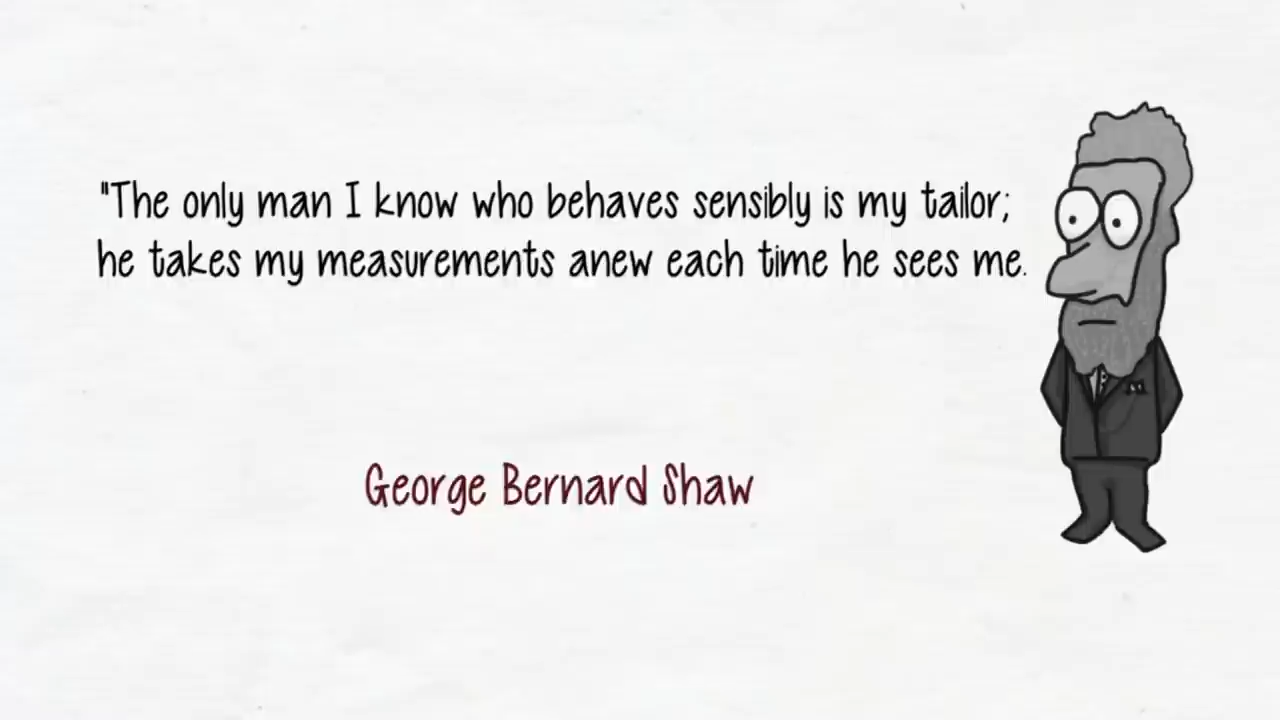 "The only man I know who behaves sensibly is my tailor;
he takes my measurements anew each time he sees me.
George Bernard Shaw